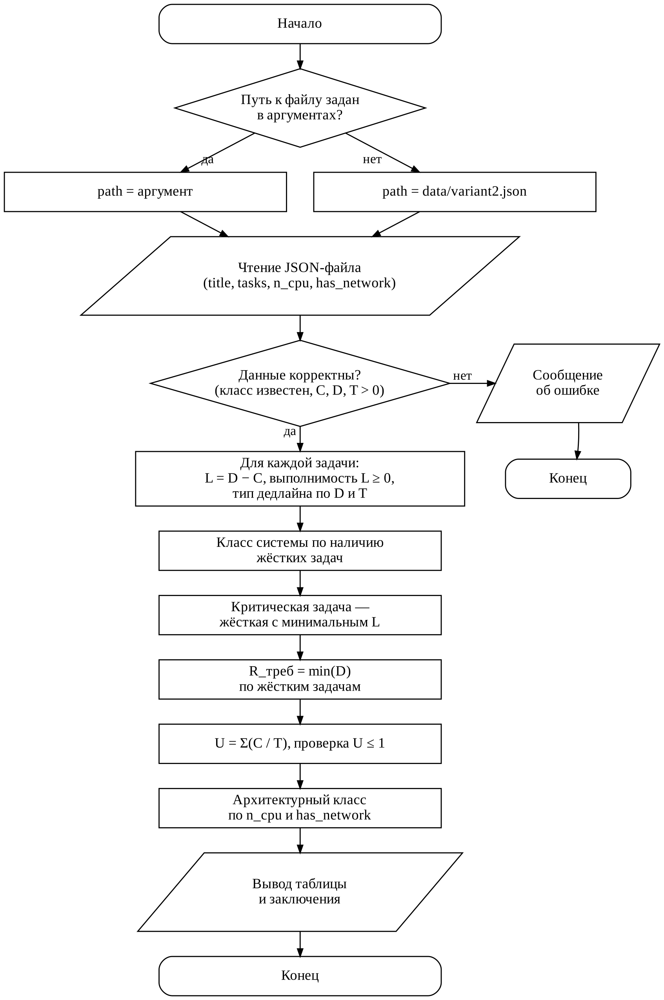 Начало
Путь к файлу задан
в аргументах?
да
нет
path = аргумент
path = data/variant2.json
Чтение JSON-файла
(title, tasks, n_cpu, has_network)
Данные корректны?
(класс известен, C, D, T > 0)
нет
Сообщение
об ошибке
да
Для каждой задачи:
L = D − C, выполнимость L ≥ 0,
тип дедлайна по D и T
Конец
Класс системы по наличию
жёстких задач
Критическая задача —
жёсткая с минимальным L
R_треб = min(D)
по жёстким задачам
U = Σ(C / T), проверка U ≤ 1
Архитектурный класс
по n_cpu и has_network
Вывод таблицы
и заключения
Конец